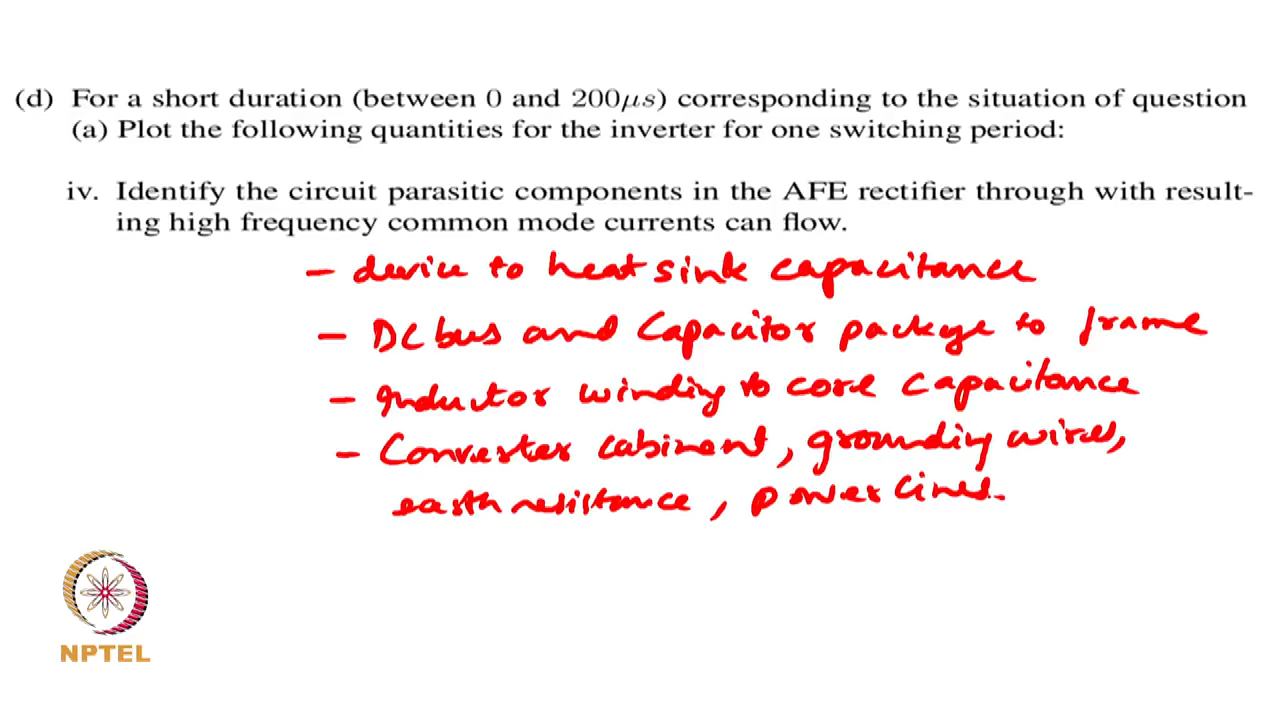 (d) For a short duration (between 0 and 200μs) corresponding to the situation of question
(a) Plot the following quantities for the inverter for one switching period:
iv. Identify the circuit parasitic components in the AFE rectifier through with result-
ing high frequency common mode currents can flow.
- device to heat sink capacitance
- DC bus and Capacitor package to frame
- Inductor winding to core capacitance
- Converter cabinent, grounding wires,
earth resistance, power lines.
NPTEL